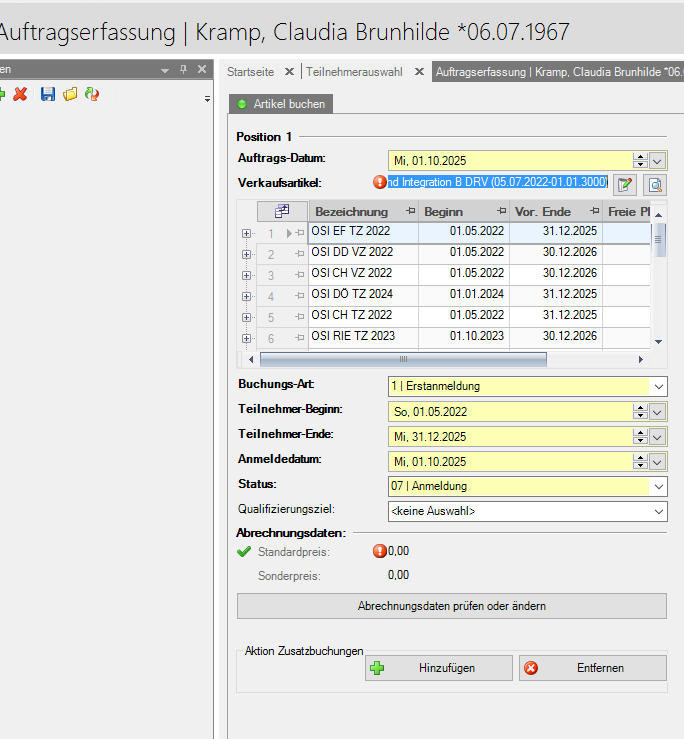 Auftragserfassung | Kramp, Claudia Brunhilde *06.07.1967
en
Startseite
Teilnehmerauswahl
Auftragserfassung | Kramp, Claudia Brunhilde *06.
Artikel buchen
Position 1
Auftrags-Datum: Mi, 01.10.2025
Verkaufsartikel: nd Integration B DRV (05.07.2022-01.01.3000)
Bezeichnung Beginn Vor. Ende Freie Pl
1 OSI EF TZ 2022 01.05.2022 31.12.2025
2 OSI DD VZ 2022 01.05.2022 30.12.2026
3 OSI CH VZ 2022 01.05.2022 30.12.2026
4 OSI DÖ TZ 2024 01.01.2024 31.12.2025
5 OSI CH TZ 2022 01.05.2022 31.12.2025
6 OSI RIE TZ 2023 01.10.2023 30.12.2026
Buchungs-Art: 1 | Erstanmeldung
Teilnehmer-Beginn: So, 01.05.2022
Teilnehmer-Ende: Mi, 31.12.2025
Anmeldedatum: Mi, 01.10.2025
Status: 07 | Anmeldung
Qualifizierungsziel: <keine Auswahl>
Abrechnungsdaten:
Standardpreis: 0,00
Sonderpreis: 0,00
Abrechnungsdaten prüfen oder ändern
Aktion Zusatzbuchungen
Hinzufügen
Entfernen